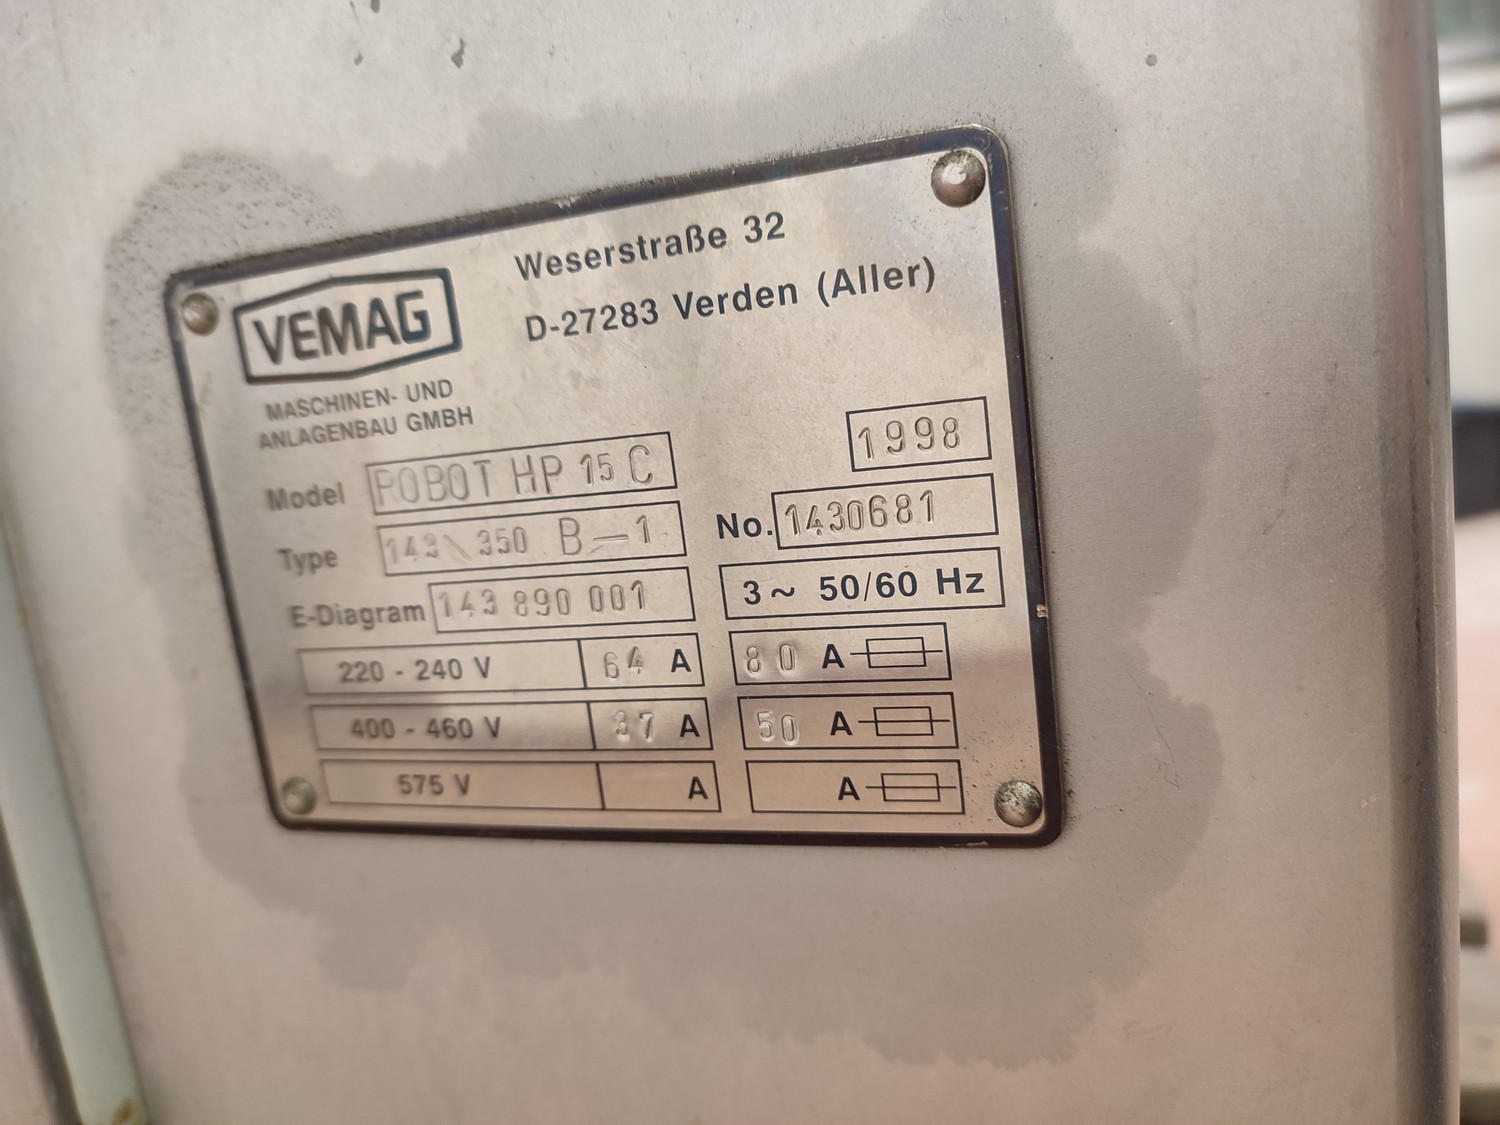 VEMAG
MASCHINEN- UND
ANLAGENBAU GMBH
Weserstraße 32
D-27283 Verden (Aller)
1998
Model ROBOT HP 15 C
No. 1430681
Type 143\350 B-1
3~ 50/60 Hz
E-Diagram 143 890 001
220 - 240 V 64 A 80 A
400 - 460 V 37 A 50 A
575 V A A